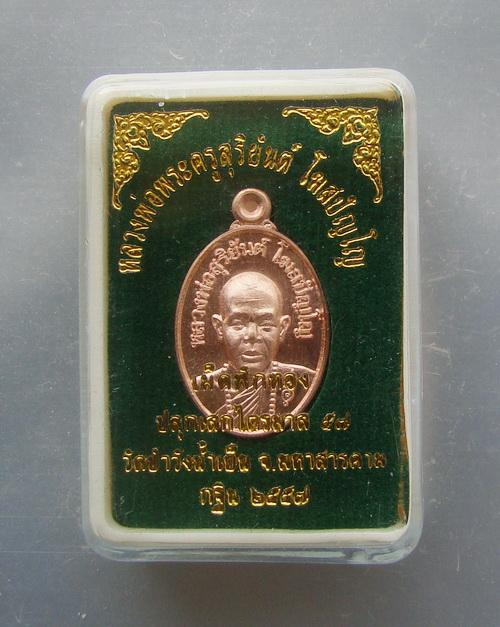 หลวงพ่อพระครูสุริยันต์ โฆสปัญโญ
หลวงพ่อสุริยันต์ โฆสปัญโญ
เม็ดฟักทอง
ปลุกเสกไตรมาส ๕๗
วัดป่าวังน้ำเย็น จ.มหาสารคาม
กฐิน ๒๕๕๗